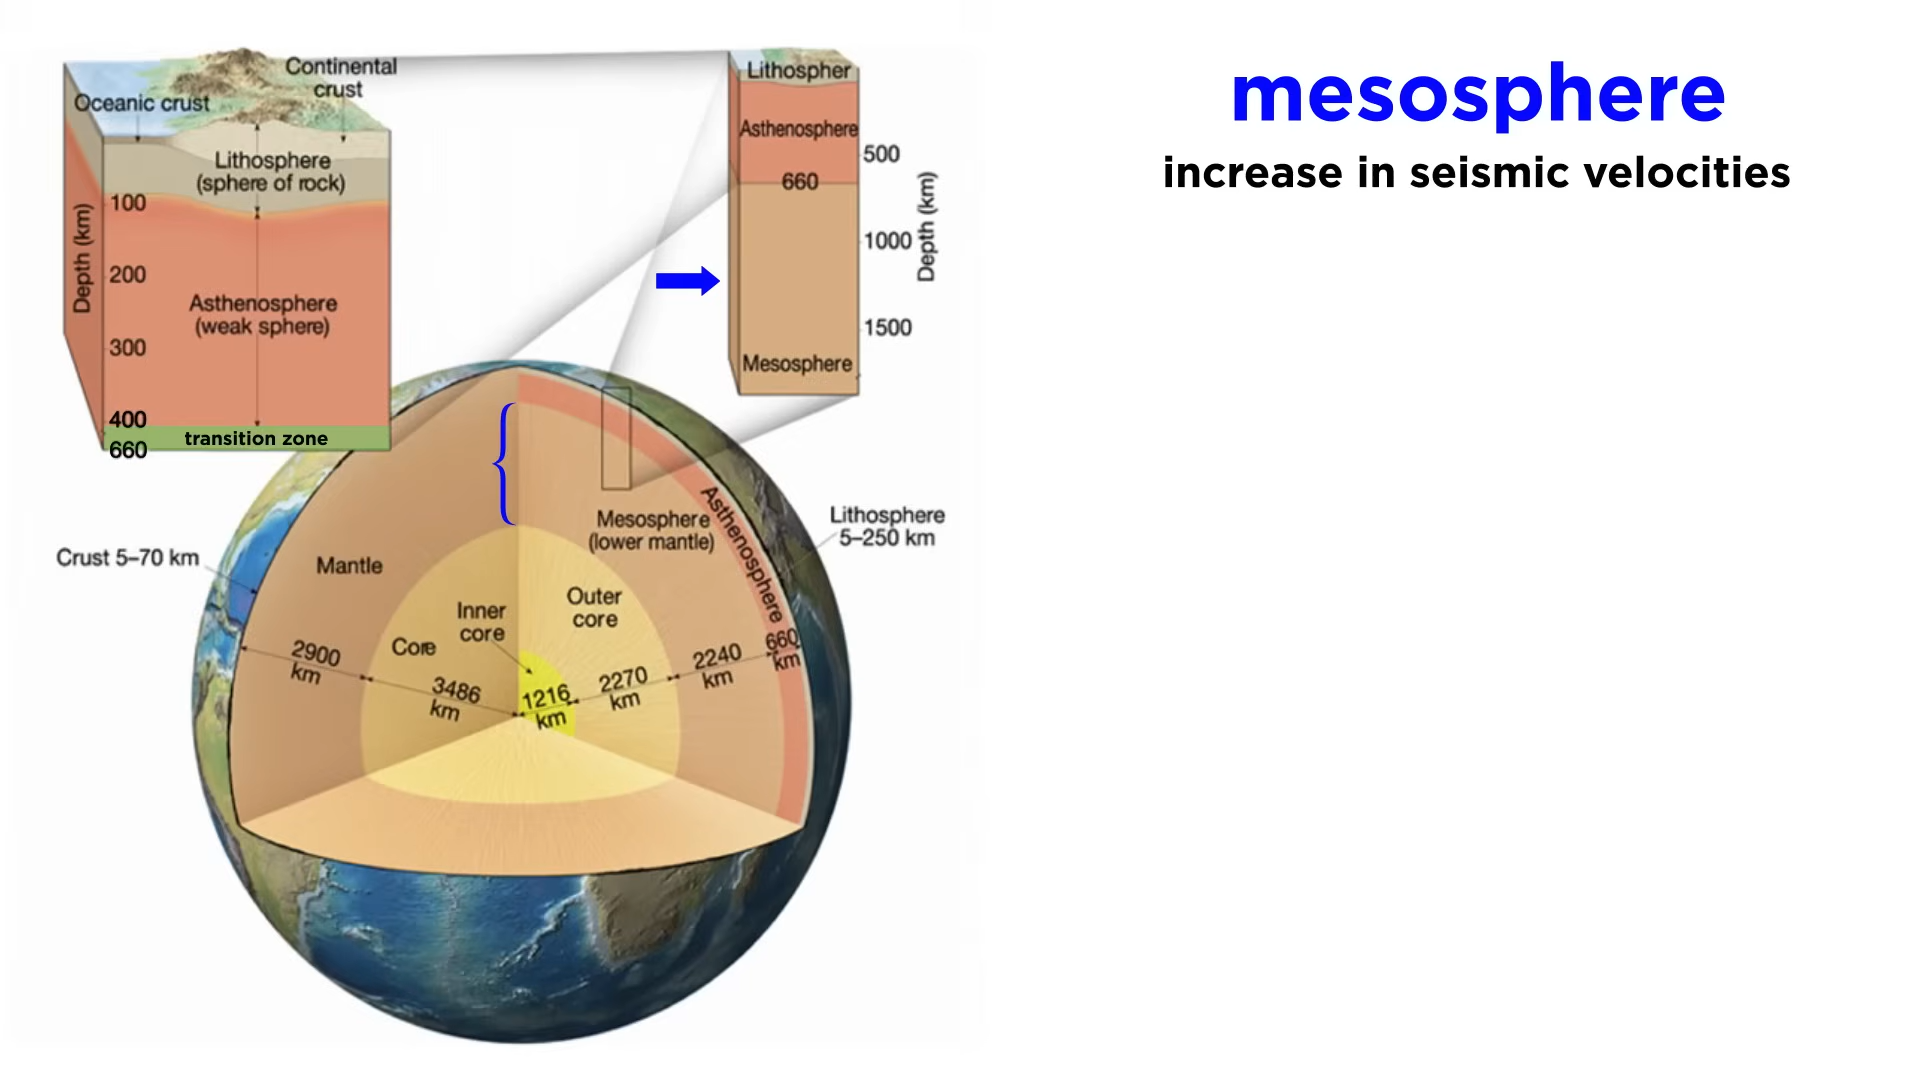 mesosphere
increase in seismic velocities
Continental
crust
Oceanic crust
Lithosphere
(sphere of rock)
Depth (km)
100
200
Asthenosphere
(weak sphere)
300
400
transition zone
660
Lithospher
Asthenosphere
500
660
Depth (km)
1000
1500
Mesosphere
Crust 5–70 km
Mantle
Mesosphere
(lower mantle)
Asthenosphere
Lithosphere
5–250 km
Inner
core
Outer
core
Core
2900
km
3486
km
1216
km
2270
km
2240
km
660
km